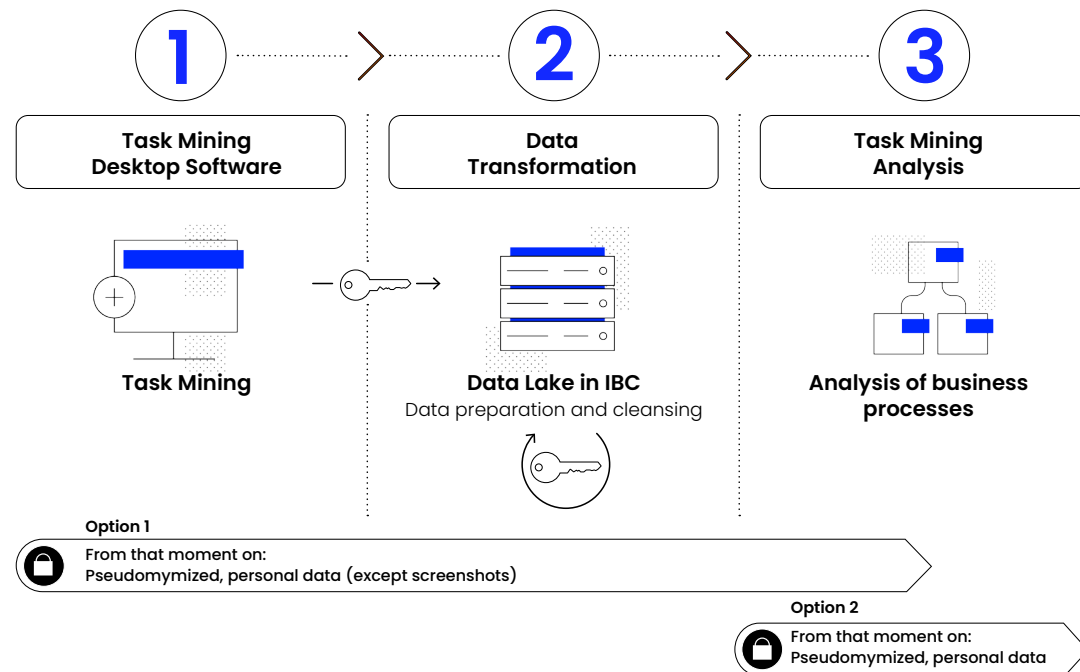 1
2
3
Task Mining
Desktop Software
Data
Transformation
Task Mining
Analysis
Task Mining
Data Lake in IBC
Data preparation and cleansing
Analysis of business
processes
Option 1
From that moment on:
Pseudomymized, personal data (except screenshots)
Option 2
From that moment on:
Pseudomymized, personal data